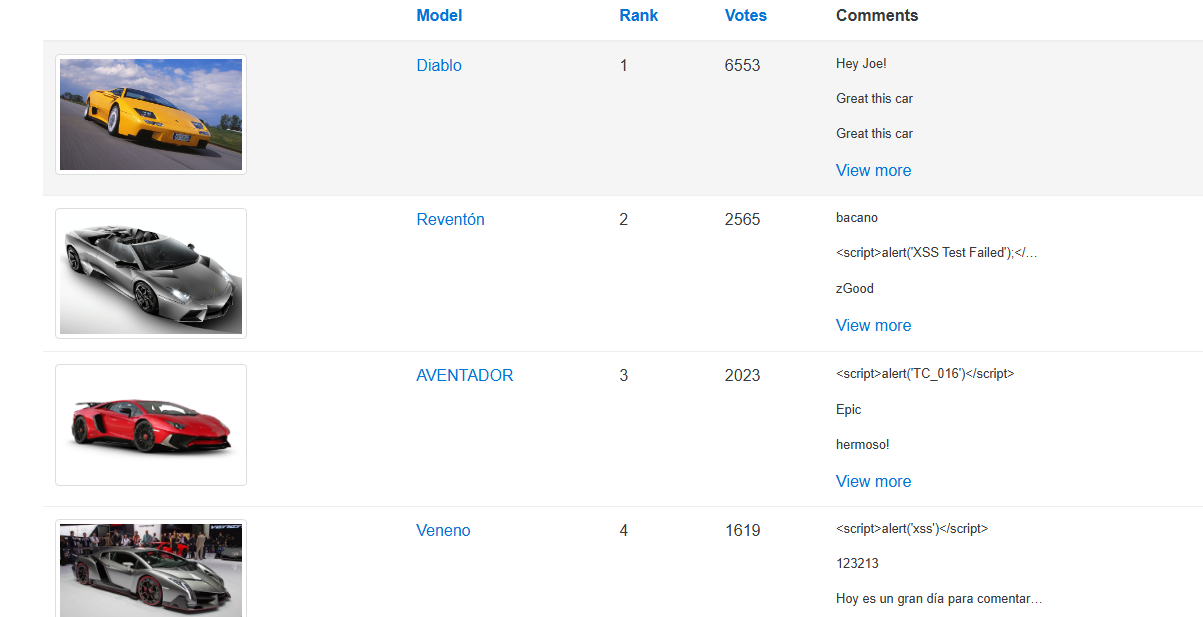 Model Rank Votes Comments
Diablo 1 6553 Hey Joe!
Great this car
Great this car
View more
Reventón 2 2565 bacano
<script>alert('XSS Test Failed');</…
zGood
View more
AVENTADOR 3 2023 <script>alert('TC_016')</script>
Epic
hermoso!
View more
Veneno 4 1619 <script>alert('xss')</script>
123213
Hoy es un gran día para comentar…